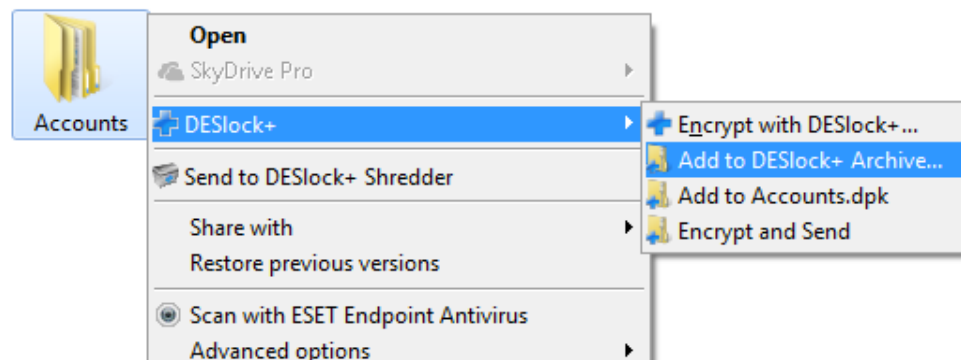 Accounts
Open
SkyDrive Pro
DESlock+
Send to DESlock+ Shredder
Share with
Restore previous versions
Scan with ESET Endpoint Antivirus
Advanced options
Encrypt with DESlock+...
Add to DESlock+ Archive...
Add to Accounts.dpk
Encrypt and Send